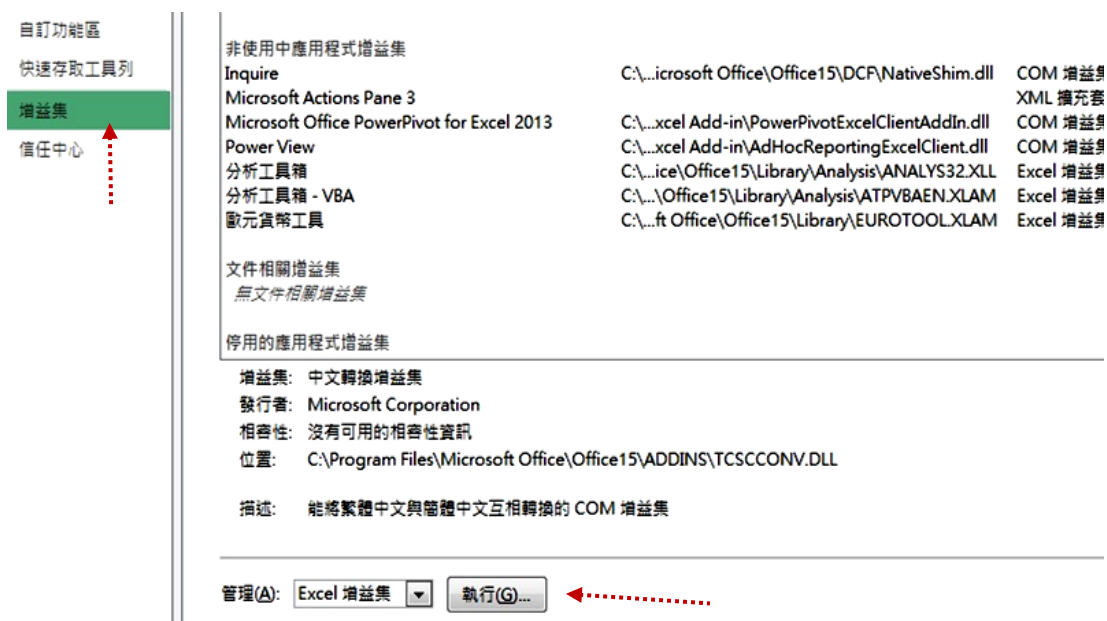 自訂功能區
快速存取工具列
增益集
信任中心
非使用中應用程式增益集
Inquire C:\...icrosoft Office\Office15\DCF\NativeShim.dll COM 增益集
Microsoft Actions Pane 3 XML 擴充套
Microsoft Office PowerPivot for Excel 2013 C:\...xcel Add-in\PowerPivotExcelClientAddIn.dll COM 增益集
Power View C:\...xcel Add-in\AdHocReportingExcelClient.dll COM 增益集
分析工具箱 C:\...ice\Office15\Library\Analysis\ANALYS32.XLL Excel 增益集
分析工具箱 - VBA C:\...\Office15\Library\Analysis\ATPVBAEN.XLAM Excel 增益集
歐元貨幣工具 C:\...ft Office\Office15\Library\EUROTOOL.XLAM Excel 增益集
文件相關增益集
無文件相關增益集
停用的應用程式增益集
增益集: 中文轉換增益集
發行者: Microsoft Corporation
相容性: 沒有可用的相容性資訊
位置: C:\Program Files\Microsoft Office\Office15\ADDINS\TCSCCONV.DLL
描述: 能將繁體中文與簡體中文互相轉換的 COM 增益集
管理(A): Excel 增益集 執行(G)...